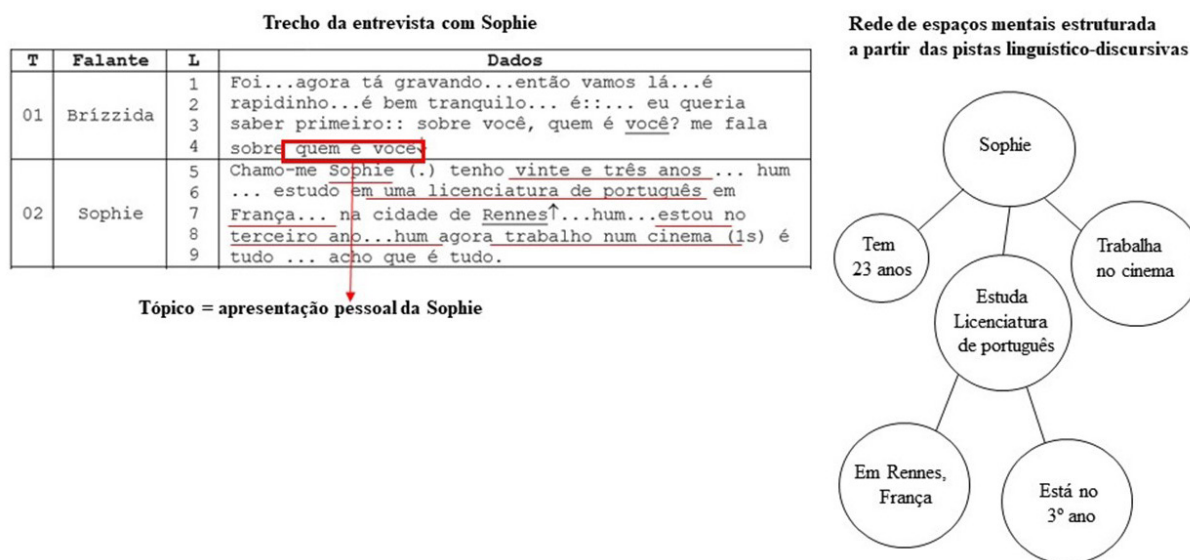 Trecho da entrevista com Sophie
T Falante L Dados
01 Brízzida
1 Foi...agora tá gravando...então vamos lá...é
2 rapidinho...é bem tranquilo... é::... eu queria
3 saber primeiro:: sobre você, quem é você? me fala
4 sobre quem é você
02 Sophie
5 Chamo-me Sophie (.) tenho vinte e três anos ... hum
6 ... estudo em uma licenciatura de português em
7 França... na cidade de Rennes↑...hum...estou no
8 terceiro ano...hum agora trabalho num cinema (1s) é
9 tudo ... acho que é tudo.
Tópico = apresentação pessoal da Sophie
Rede de espaços mentais estruturada
a partir das pistas linguístico-discursivas
Sophie
Tem
23 anos
Estuda
Licenciatura
de português
Trabalha
no cinema
Em Rennes,
França
Está no
3º ano